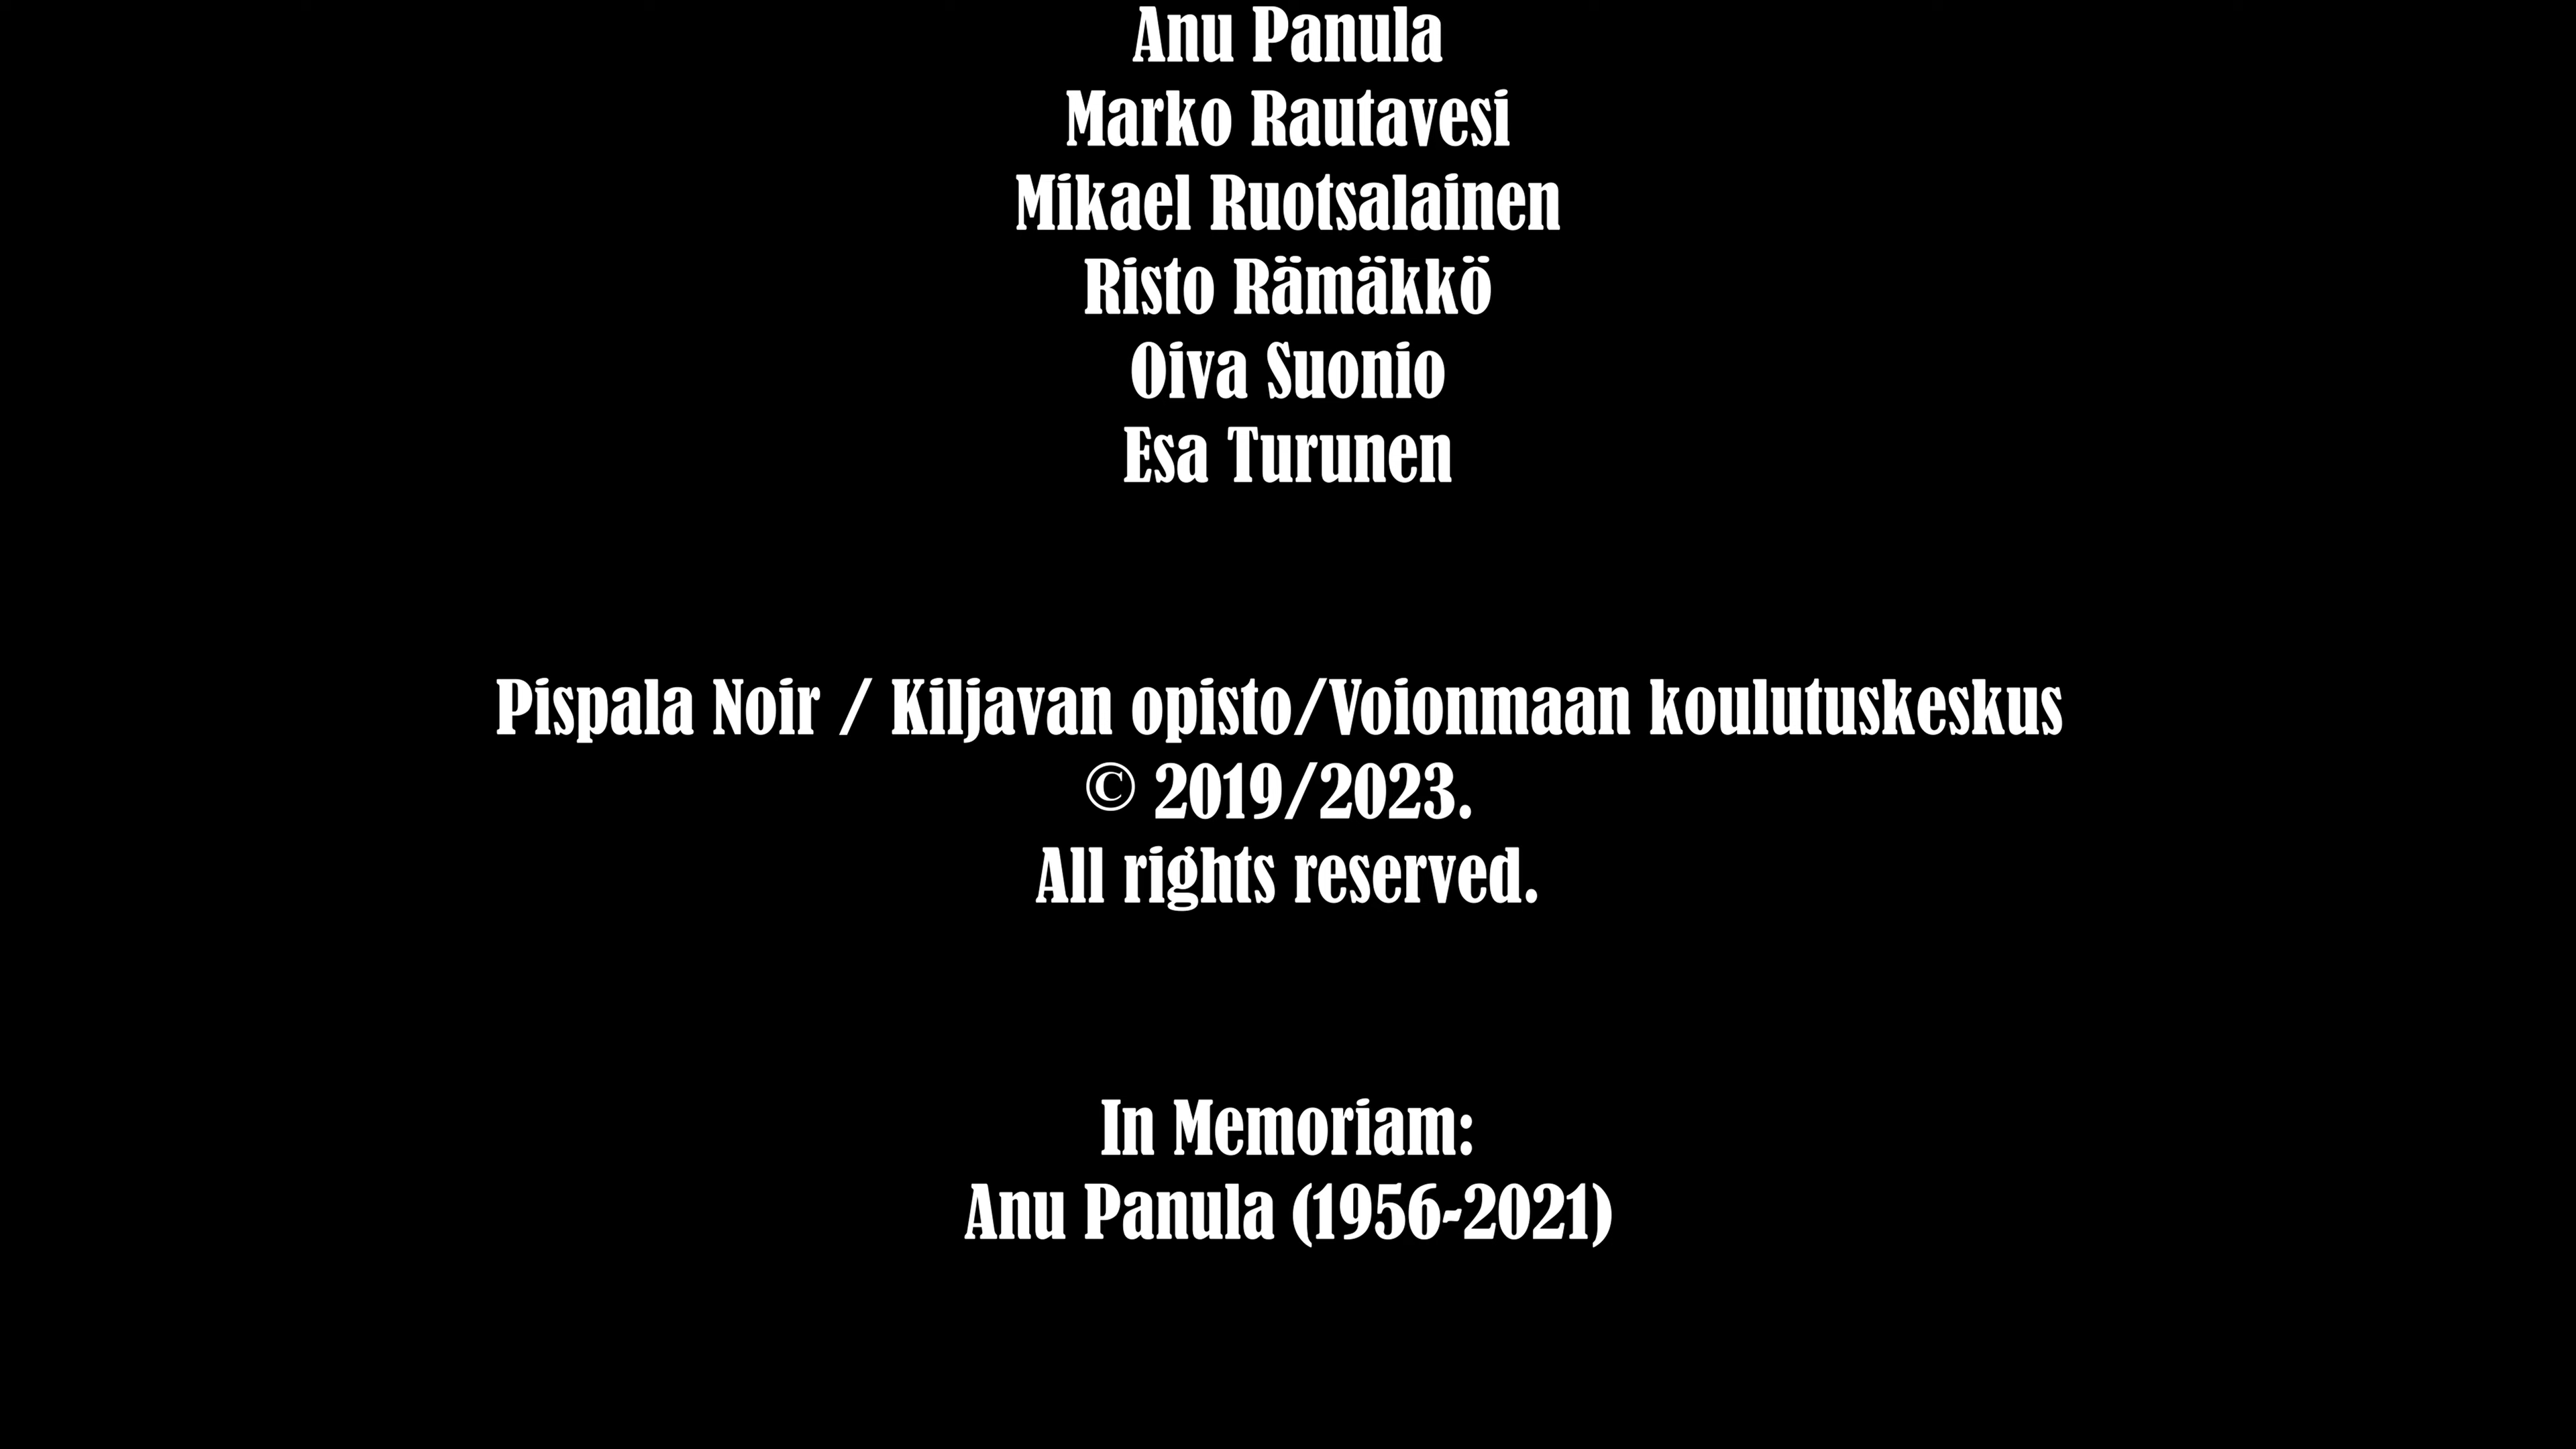 Anu Panula
Marko Rautavesi
Mikael Ruotsalainen
Risto Rämäkkö
Oiva Suonio
Esa Turunen
Pispala Noir / Kiljavan opisto/Voionmaan koulutuskeskus
© 2019/2023.
All rights reserved.
In Memoriam:
Anu Panula (1956-2021)